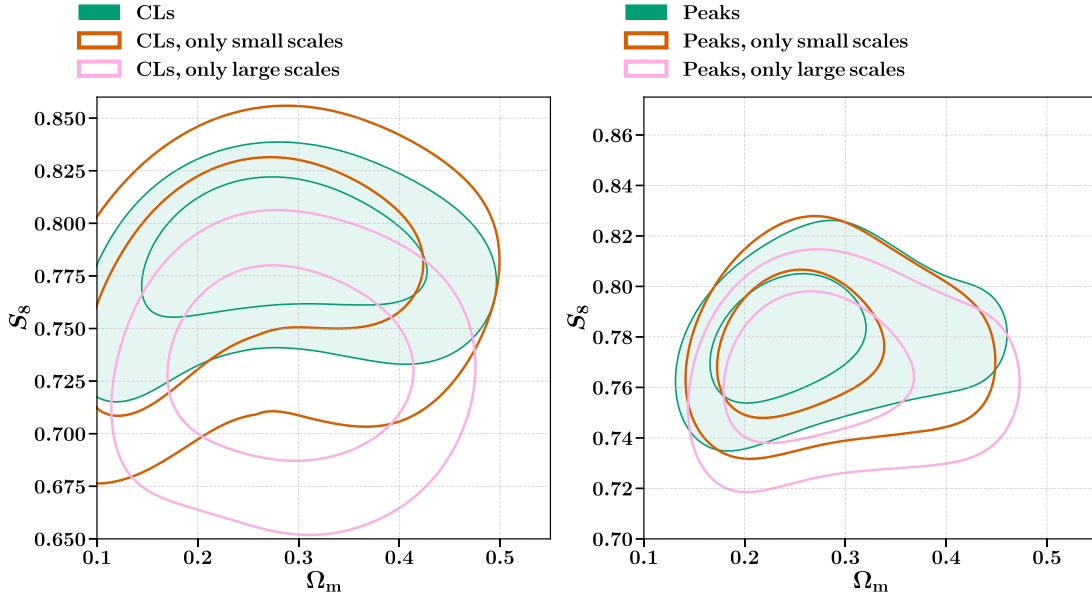 CLs
CLs, only small scales
CLs, only large scales
0.850
0.825
0.800
0.775
0.750
0.725
0.700
0.675
0.650
S8
0.1 0.2 0.3 0.4 0.5
Ωm
Peaks
Peaks, only small scales
Peaks, only large scales
0.86
0.84
0.82
0.80
0.78
0.76
0.74
0.72
0.70
S8
0.1 0.2 0.3 0.4 0.5
Ωm